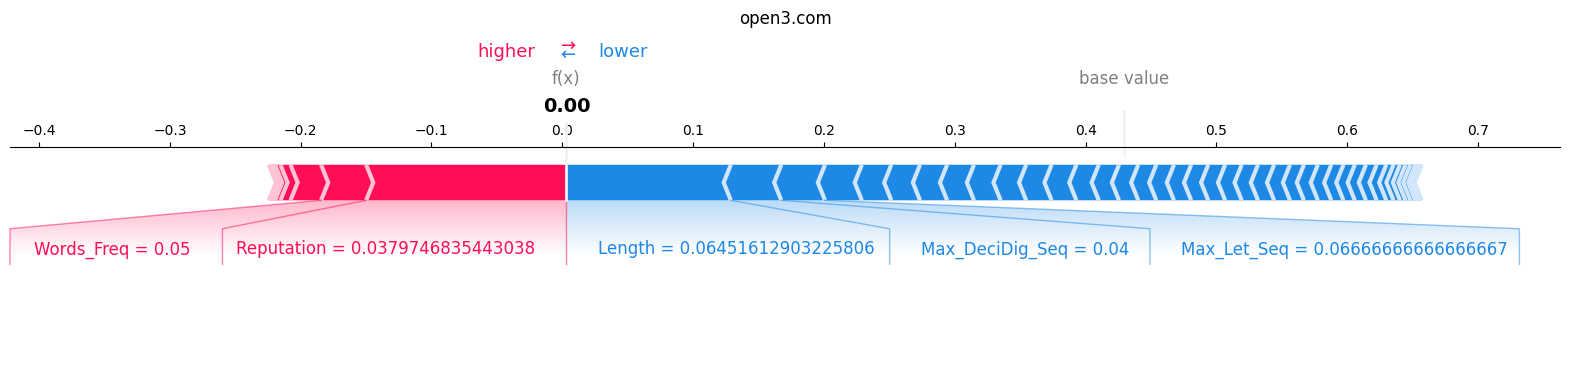 open3.com
higher ⇄ lower
f(x) base value
0.00
−0.4 −0.3 −0.2 −0.1 0.0 0.1 0.2 0.3 0.4 0.5 0.6 0.7
Words_Freq = 0.05 Reputation = 0.0379746835443038 Length = 0.06451612903225806 Max_DeciDig_Seq = 0.04 Max_Let_Seq = 0.06666666666666667